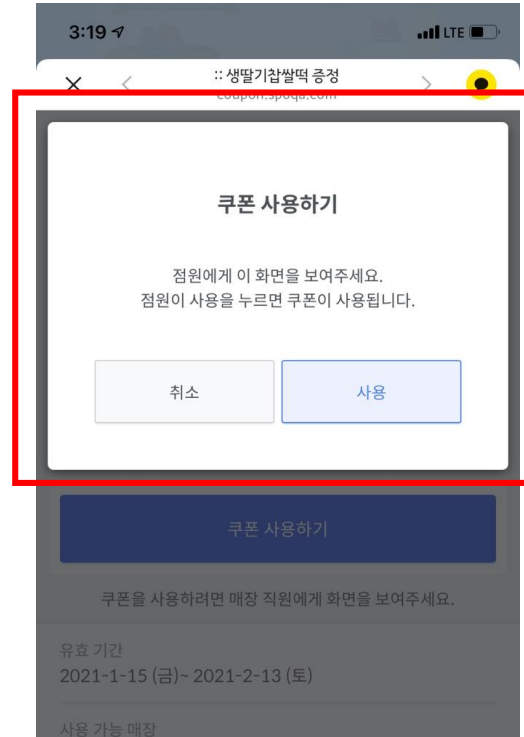 3:19
LTE
:: 생딸기찹쌀떡 증정
coupon.spoqa.com
쿠폰 사용하기
점원에게 이 화면을 보여주세요.
점원이 사용을 누르면 쿠폰이 사용됩니다.
취소
사용
쿠폰 사용하기
쿠폰을 사용하려면 매장 직원에게 화면을 보여주세요.
유효 기간
2021-1-15 (금)~ 2021-2-13 (토)
사용 가능 매장